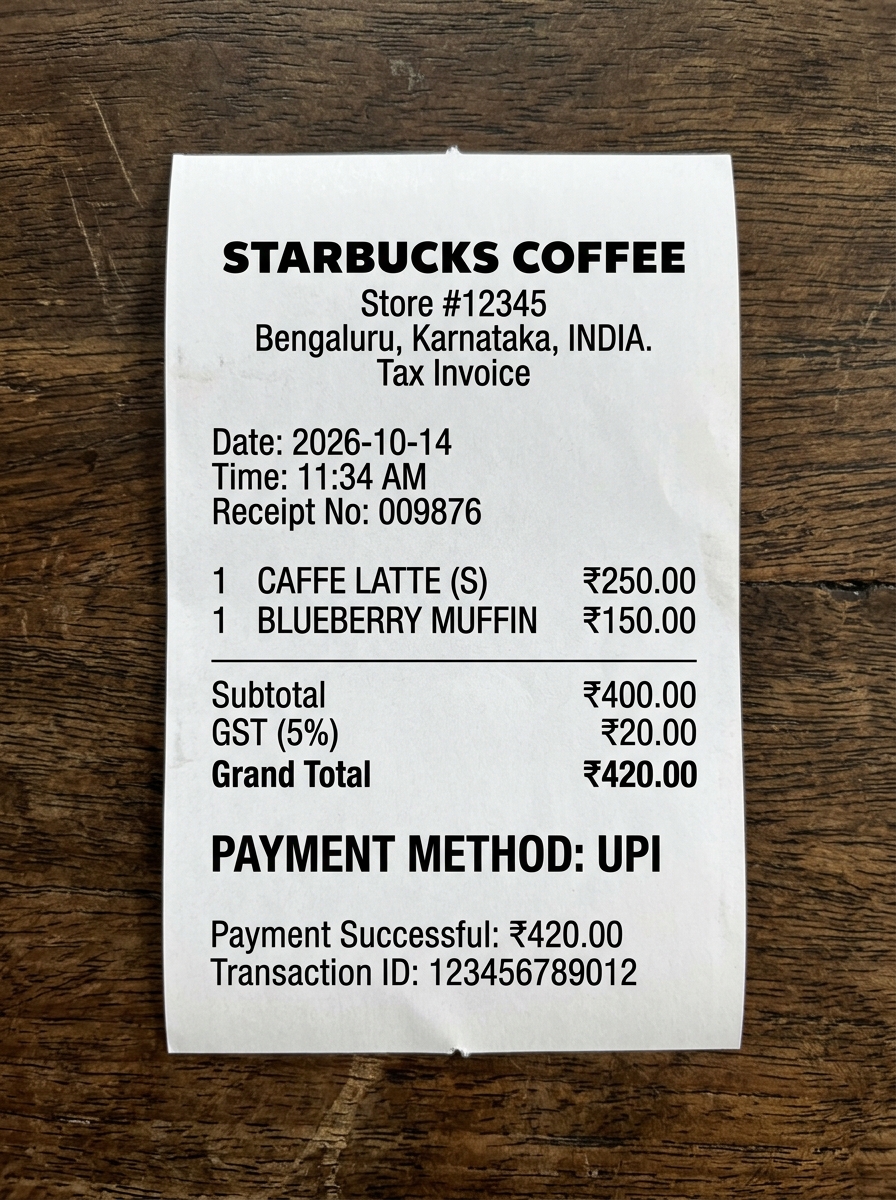 STARBUCKS COFFEE
Store #12345
Bengaluru, Karnataka, INDIA.
Tax Invoice
Date: 2026-10-14
Time: 11:34 AM
Receipt No: 009876
1 CAFFE LATTE (S) ₹250.00
1 BLUEBERRY MUFFIN ₹150.00
Subtotal ₹400.00
GST (5%) ₹20.00
Grand Total ₹420.00
PAYMENT METHOD: UPI
Payment Successful: ₹420.00
Transaction ID: 123456789012